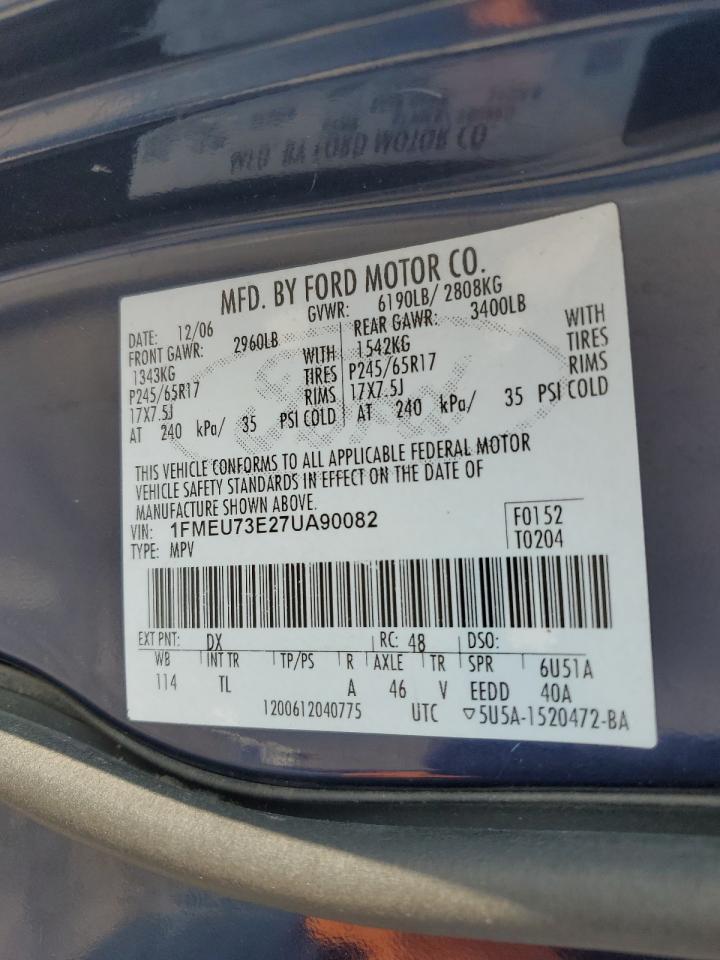 MFD. BY FORD MOTOR CO.
DATE: 12/06 GVWR: 6190LB/ 2808KG
FRONT GAWR: 2960LB REAR GAWR: 3400LB
1343KG WITH 1542KG WITH
P245/65R17 TIRES P245/65R17 TIRES
17X7.5J RIMS 17X7.5J RIMS
AT 240 kPa/ 35 PSI COLD AT 240 kPa/ 35 PSI COLD
THIS VEHICLE CONFORMS TO ALL APPLICABLE FEDERAL MOTOR
VEHICLE SAFETY STANDARDS IN EFFECT ON THE DATE OF
MANUFACTURE SHOWN ABOVE.
VIN: 1FMEU73E27UA90082 F0152
TYPE: MPV T0204
EXT PNT: DX RC: 48 DSO:
WB INT TR TP/PS R AXLE TR SPR 6U51A
114 TL A 46 V EEDD 40A
1200612040775 UTC ▽5U5A-1520472-BA